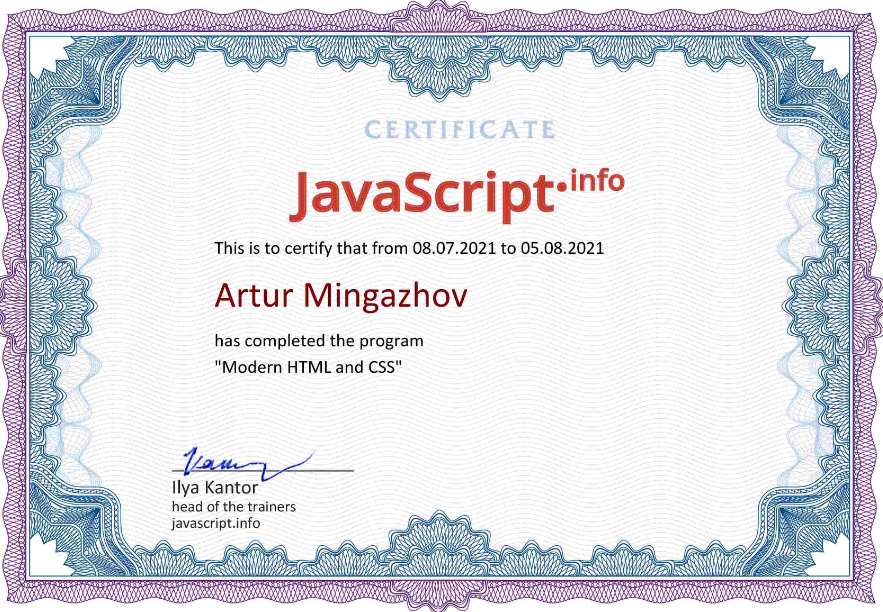 CERTIFICATE
JavaScript•info
This is to certify that from 08.07.2021 to 05.08.2021
Artur Mingazhov
has completed the program
"Modern HTML and CSS"
Ilya Kantor
head of the trainers
javascript.info